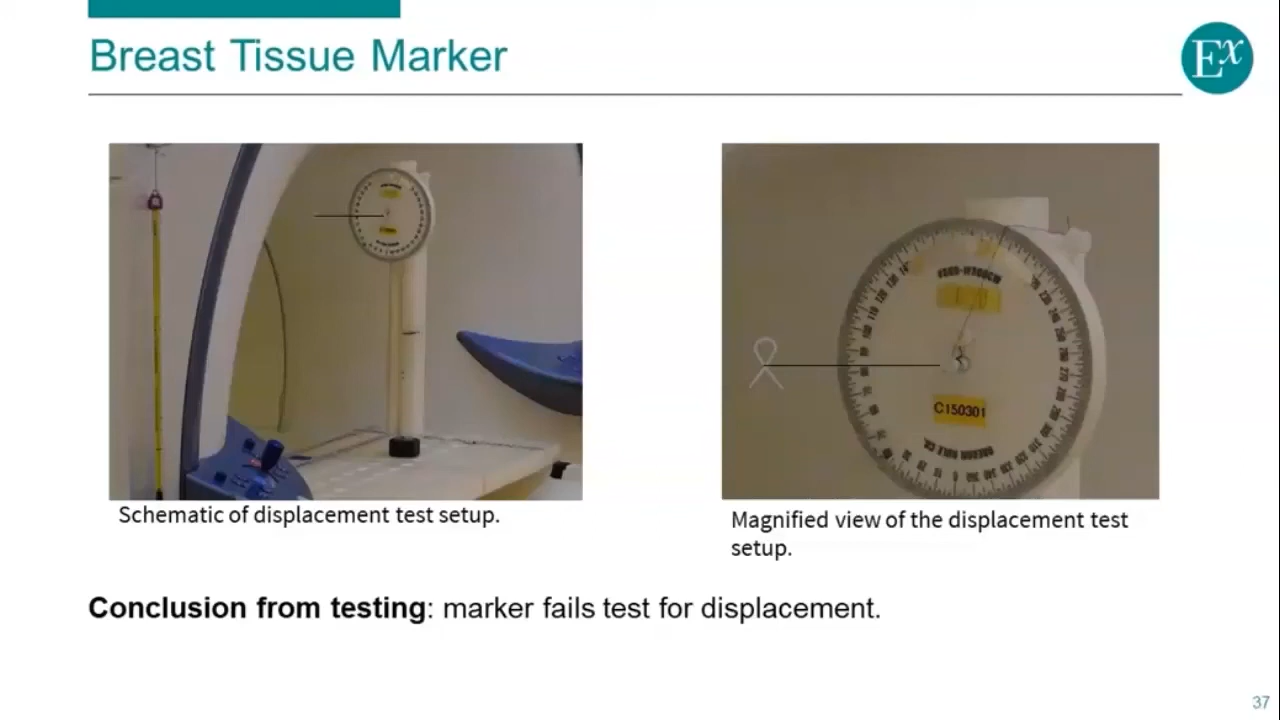 Breast Tissue Marker
Ex
C150301
Schematic of displacement test setup.
Magnified view of the displacement test
setup.
Conclusion from testing: marker fails test for displacement.
37